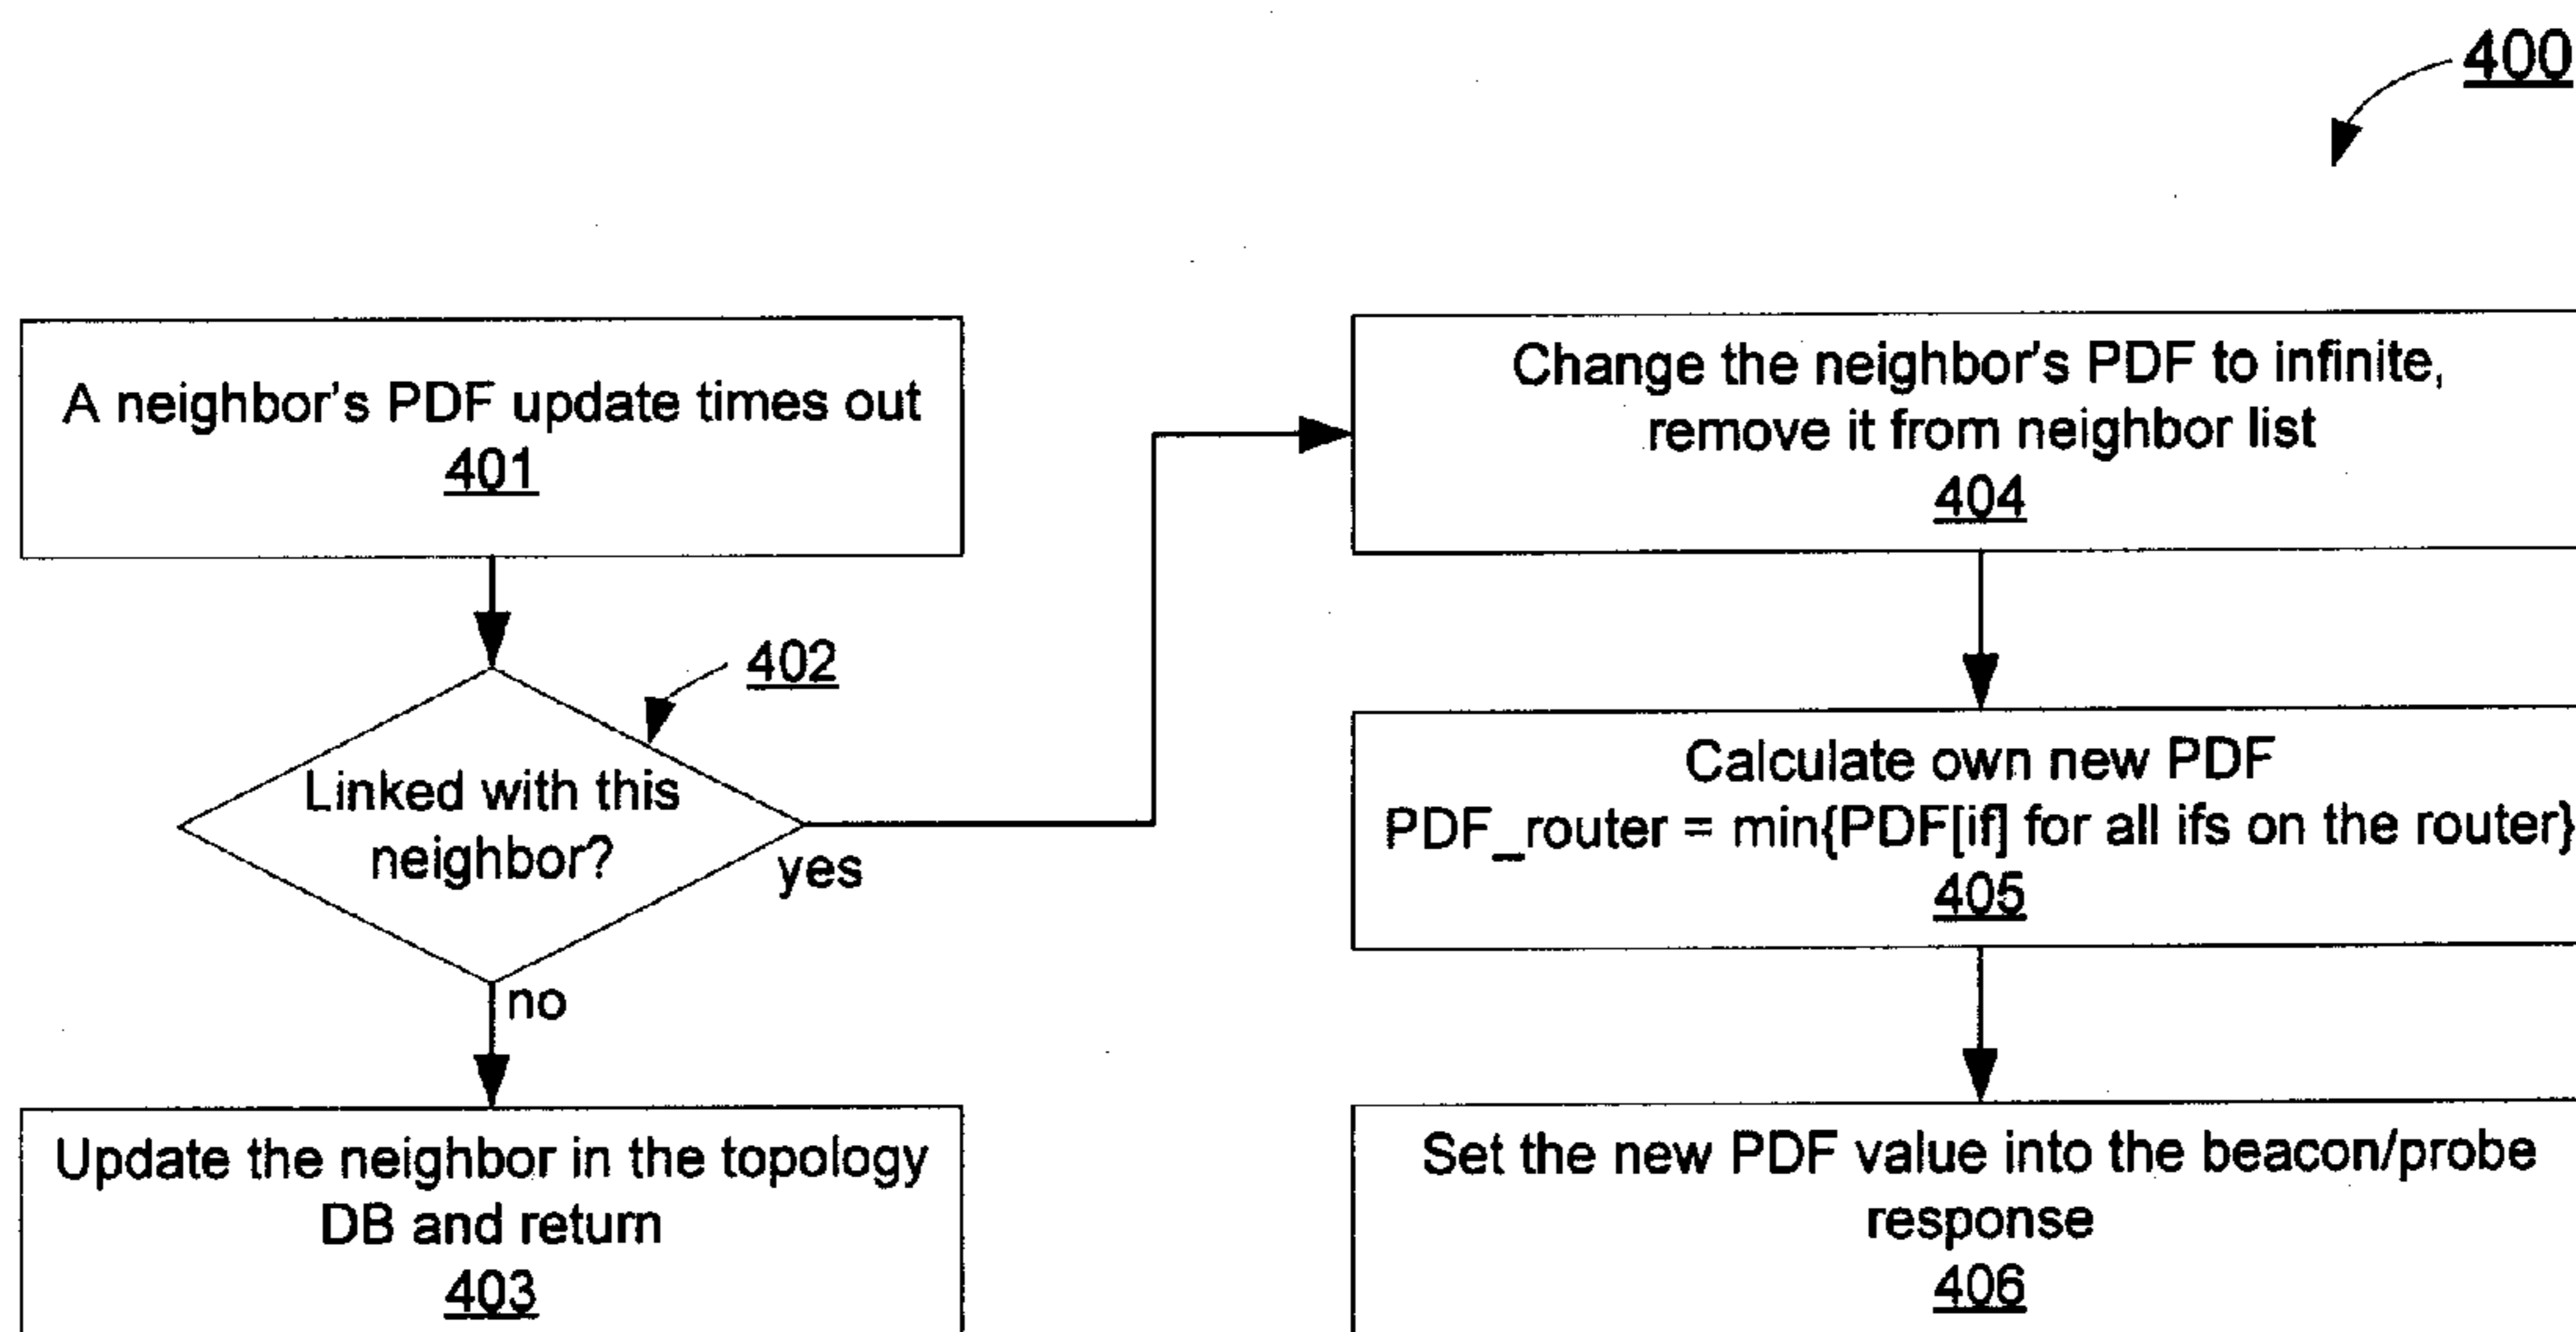 400
A neighbor's PDF update times out
401
402
Linked with this
neighbor?
yes
no
Update the neighbor in the topology
DB and return
403
Change the neighbor's PDF to infinite,
remove it from neighbor list
404
Calculate own new PDF
PDF_router = min{PDF[if] for all ifs on the router}
405
Set the new PDF value into the beacon/probe
response
406